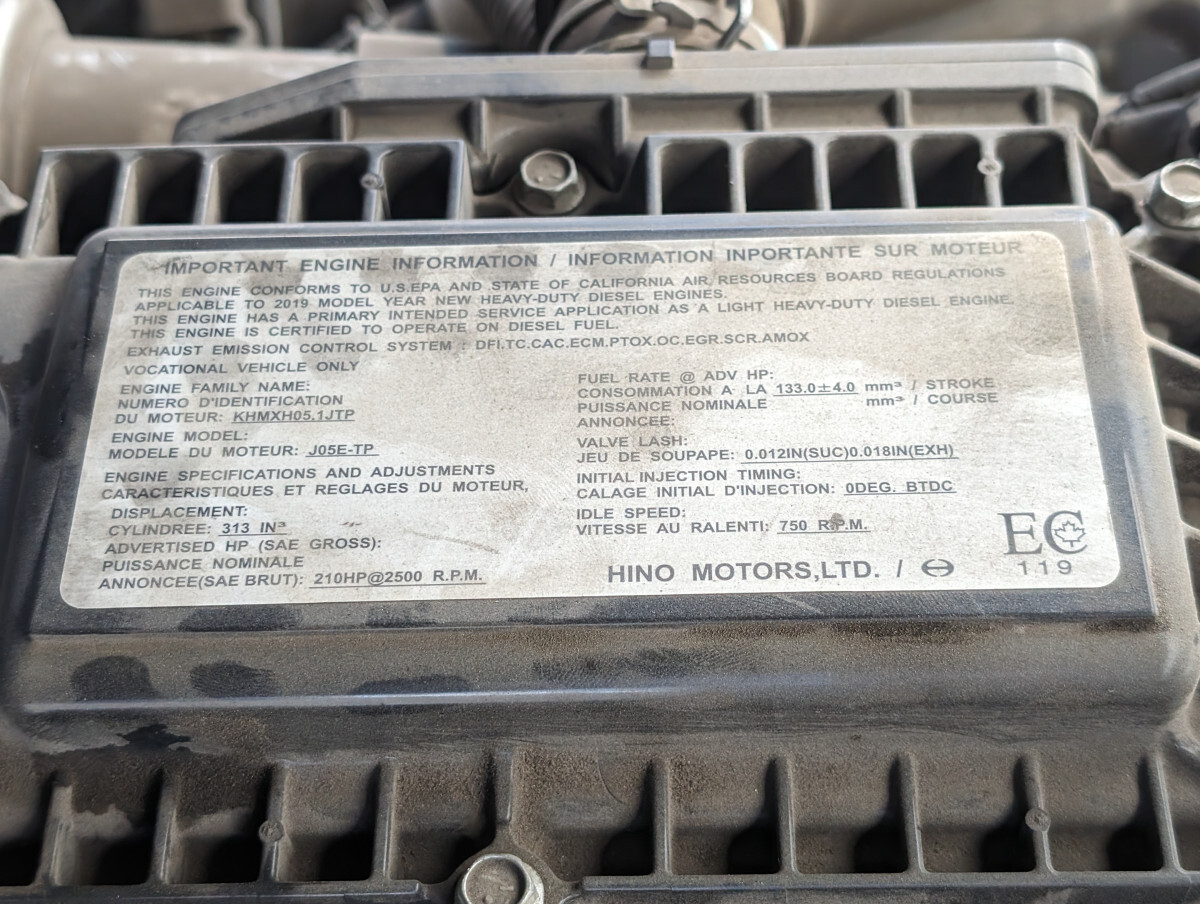 IMPORTANT ENGINE INFORMATION / INFORMATION INPORTANTE SUR MOTEUR
THIS ENGINE CONFORMS TO U.S.EPA AND STATE OF CALIFORNIA AIR RESOURCES BOARD REGULATIONS
APPLICABLE TO 2019 MODEL YEAR NEW HEAVY-DUTY DIESEL ENGINES.
THIS ENGINE HAS A PRIMARY INTENDED SERVICE APPLICATION AS A LIGHT HEAVY-DUTY DIESEL ENGINE.
THIS ENGINE IS CERTIFIED TO OPERATE ON DIESEL FUEL.
EXHAUST EMISSION CONTROL SYSTEM : DFI.TC.CAC.ECM.PTOX.OC.EGR.SCR.AMOX
VOCATIONAL VEHICLE ONLY
ENGINE FAMILY NAME:
NUMERO D'IDENTIFICATION
DU MOTEUR: KHMXH05.1JTP
ENGINE MODEL:
MODELE DU MOTEUR: J05E-TP
ENGINE SPECIFICATIONS AND ADJUSTMENTS
CARACTERISTIQUES ET REGLAGES DU MOTEUR,
DISPLACEMENT:
CYLINDREE: 313 IN³
ADVERTISED HP (SAE GROSS):
PUISSANCE NOMINALE
ANNONCEE(SAE BRUT): 210HP@2500 R.P.M.
FUEL RATE @ ADV HP:
CONSOMMATION A LA 133.0±4.0 mm³ / STROKE
PUISSANCE NOMINALE mm³ / COURSE
ANNONCEE:
VALVE LASH:
JEU DE SOUPAPE: 0.012IN(SUC)0.018IN(EXH)
INITIAL INJECTION TIMING:
CALAGE INITIAL D'INJECTION: 0DEG. BTDC
IDLE SPEED:
VITESSE AU RALENTI: 750 R.P.M.
HINO MOTORS,LTD. /
EC
119